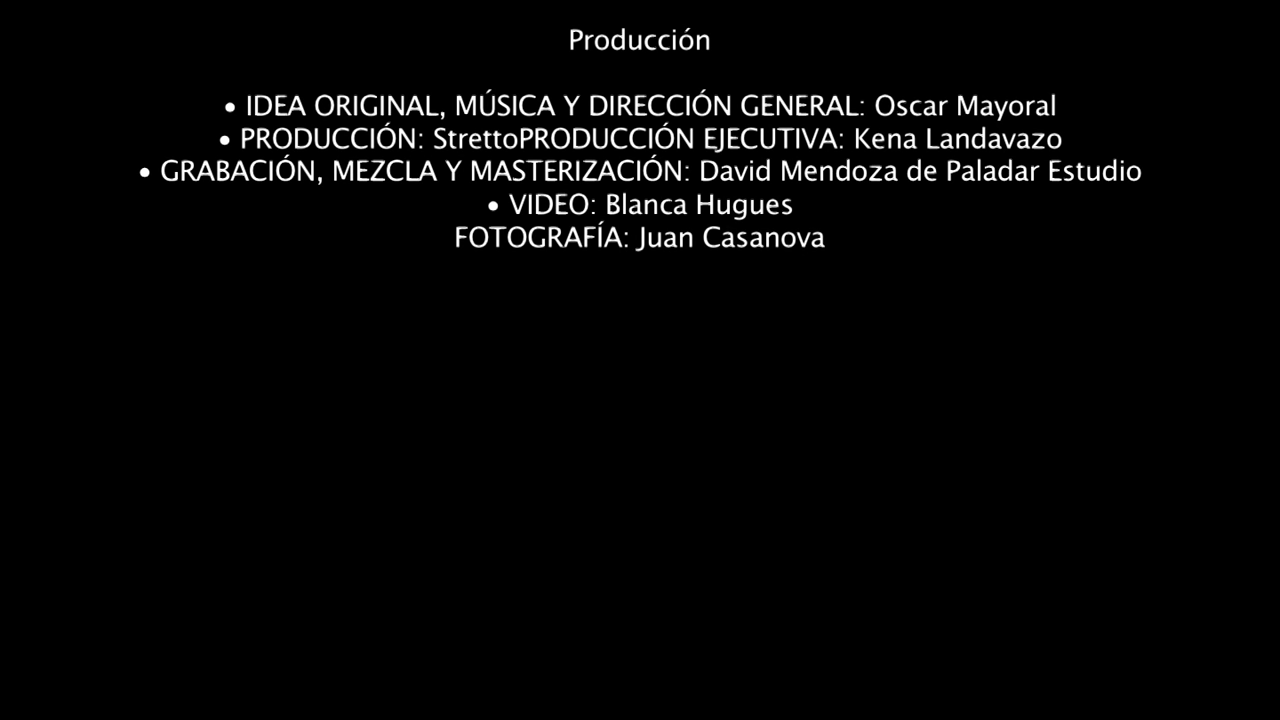 Producción
• IDEA ORIGINAL, MÚSICA Y DIRECCIÓN GENERAL: Oscar Mayoral
• PRODUCCIÓN: StrettoPRODUCCIÓN EJECUTIVA: Kena Landavazo
• GRABACIÓN, MEZCLA Y MASTERIZACIÓN: David Mendoza de Paladar Estudio
• VIDEO: Blanca Hugues
FOTOGRAFÍA: Juan Casanova